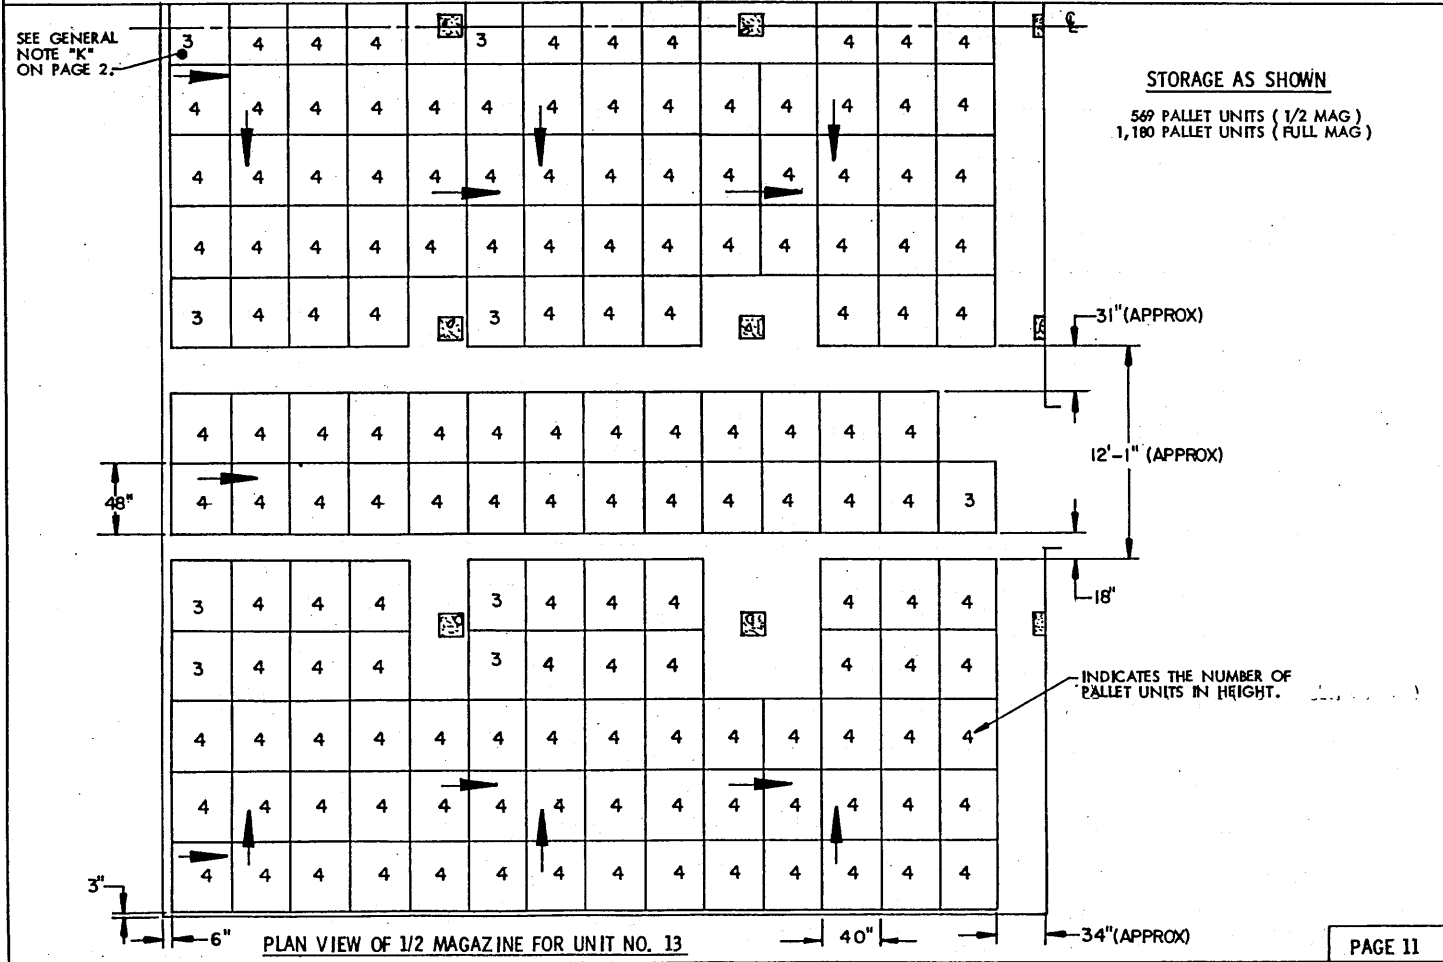 SEE GENERAL
NOTE "K"
ON PAGE 2.
3 4 4 4 3 4 4 4 4 4 4
℄
STORAGE AS SHOWN
569 PALLET UNITS ( 1/2 MAG )
1,180 PALLET UNITS ( FULL MAG )
4 4 4 4 4 4 4 4 4 4 4 4 4 4
4 4 4 4 4 4 4 4 4 4 4 4 4 4
4 4 4 4 4 4 4 4 4 4 4 4 4 4
3 4 4 4 3 4 4 4 4 4 4
31" (APPROX)
4 4 4 4 4 4 4 4 4 4 4 4 4
12'-1" (APPROX)
48"
4 4 4 4 4 4 4 4 4 4 4 4 4 3
18"
3 4 4 4 3 4 4 4 4 4 4
3 4 4 4 3 4 4 4 4 4 4
INDICATES THE NUMBER OF
PALLET UNITS IN HEIGHT.
4 4 4 4 4 4 4 4 4 4 4 4 4 4
4 4 4 4 4 4 4 4 4 4 4 4 4 4
4 4 4 4 4 4 4 4 4 4 4 4 4 4
3"
6"
PLAN VIEW OF 1/2 MAGAZINE FOR UNIT NO. 13
40"
34" (APPROX)
PAGE 11